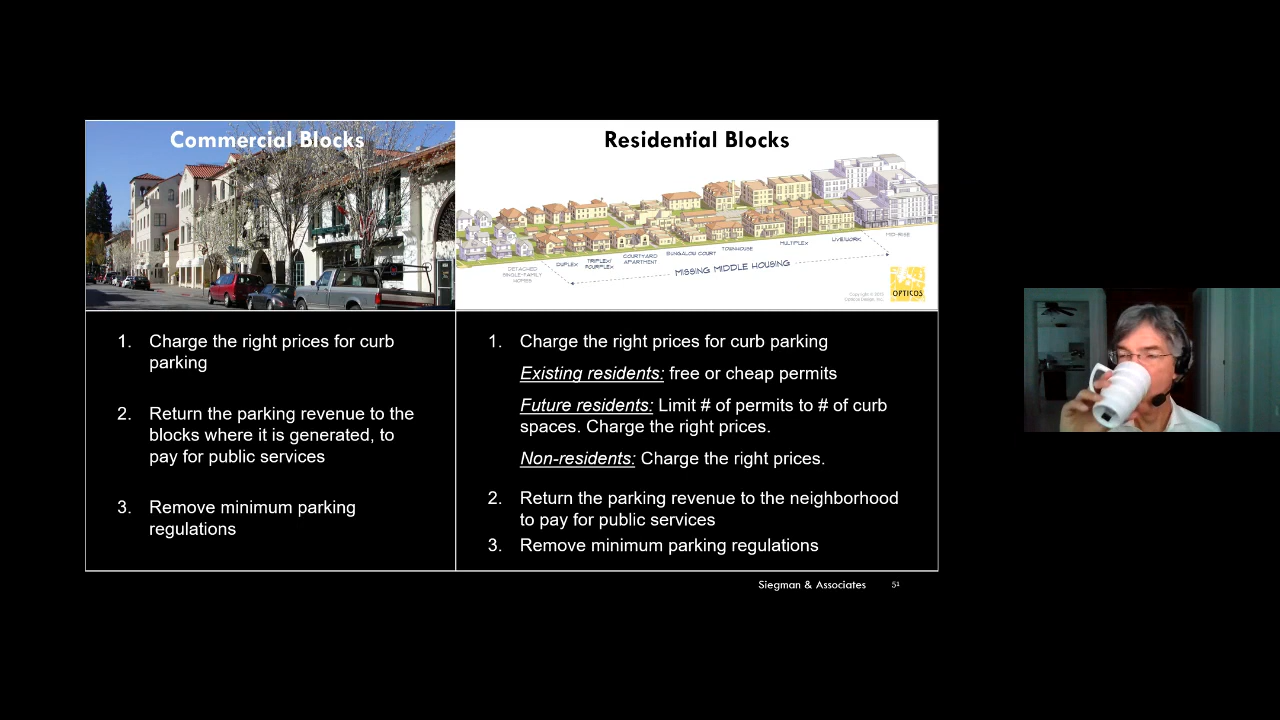 Commercial Blocks
Residential Blocks
DETACHED
SINGLE-FAMILY
HOMES
DUPLEX
TRIPLEX/
FOURPLEX
COURTYARD
APARTMENT
BUNGALOW COURT
TOWNHOUSE
MULTIPLEX
LIVE/WORK
MID-RISE
MISSING MIDDLE HOUSING
OPTICOS
1. Charge the right prices for curb
parking
2. Return the parking revenue to the
blocks where it is generated, to
pay for public services
3. Remove minimum parking
regulations
1. Charge the right prices for curb parking
Existing residents: free or cheap permits
Future residents: Limit # of permits to # of curb
spaces. Charge the right prices.
Non-residents: Charge the right prices.
2. Return the parking revenue to the neighborhood
to pay for public services
3. Remove minimum parking regulations
Siegman & Associates 51